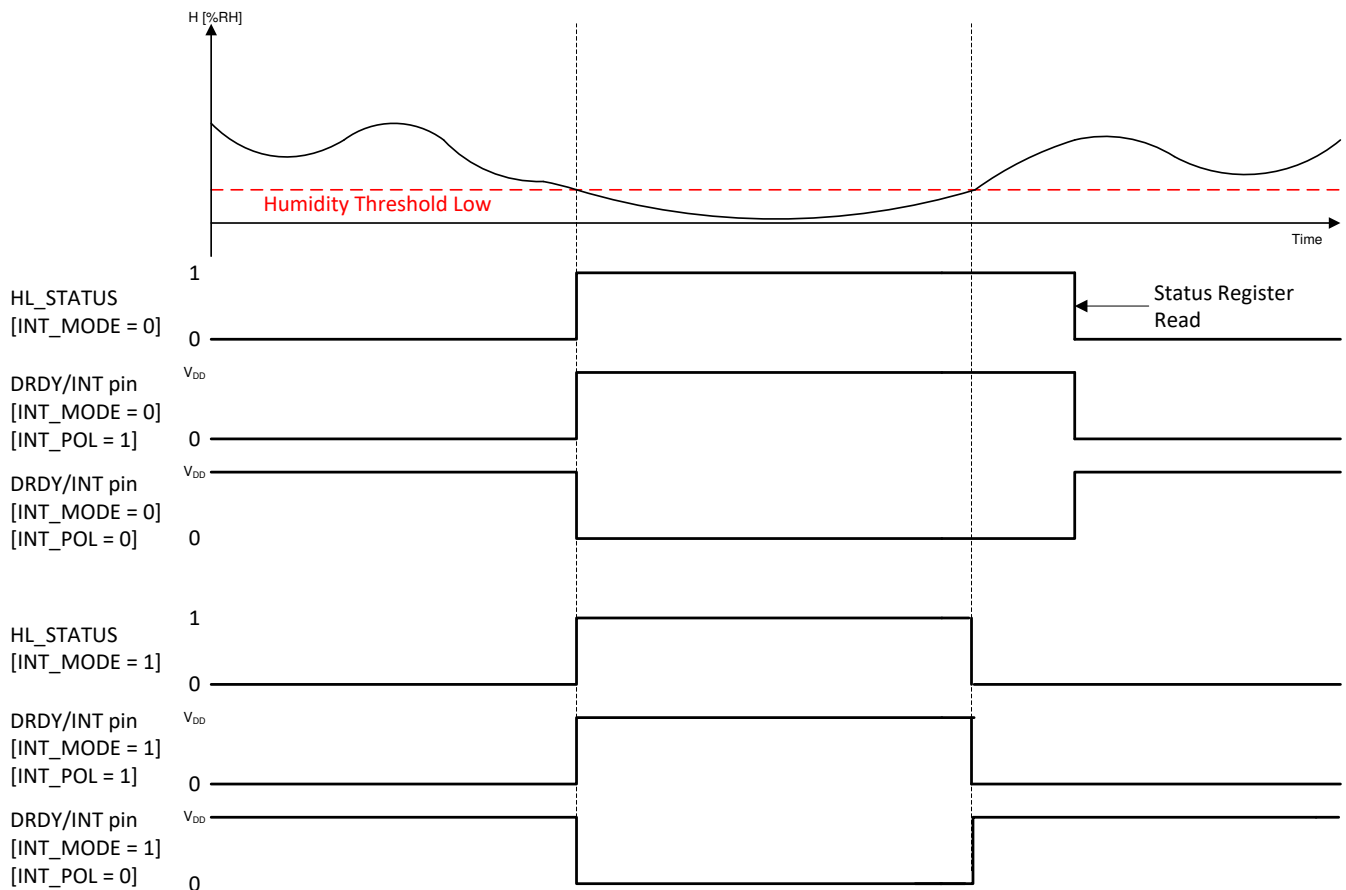 H [%RH]
Humidity Threshold Low
Time
1
HL_STATUS
[INT_MODE = 0]
0
Status Register
Read
VDD
DRDY/INT pin
[INT_MODE = 0]
[INT_POL = 1]
0
VDD
DRDY/INT pin
[INT_MODE = 0]
[INT_POL = 0]
0
1
HL_STATUS
[INT_MODE = 1]
0
VDD
DRDY/INT pin
[INT_MODE = 1]
[INT_POL = 1]
0
VDD
DRDY/INT pin
[INT_MODE = 1]
[INT_POL = 0]
0